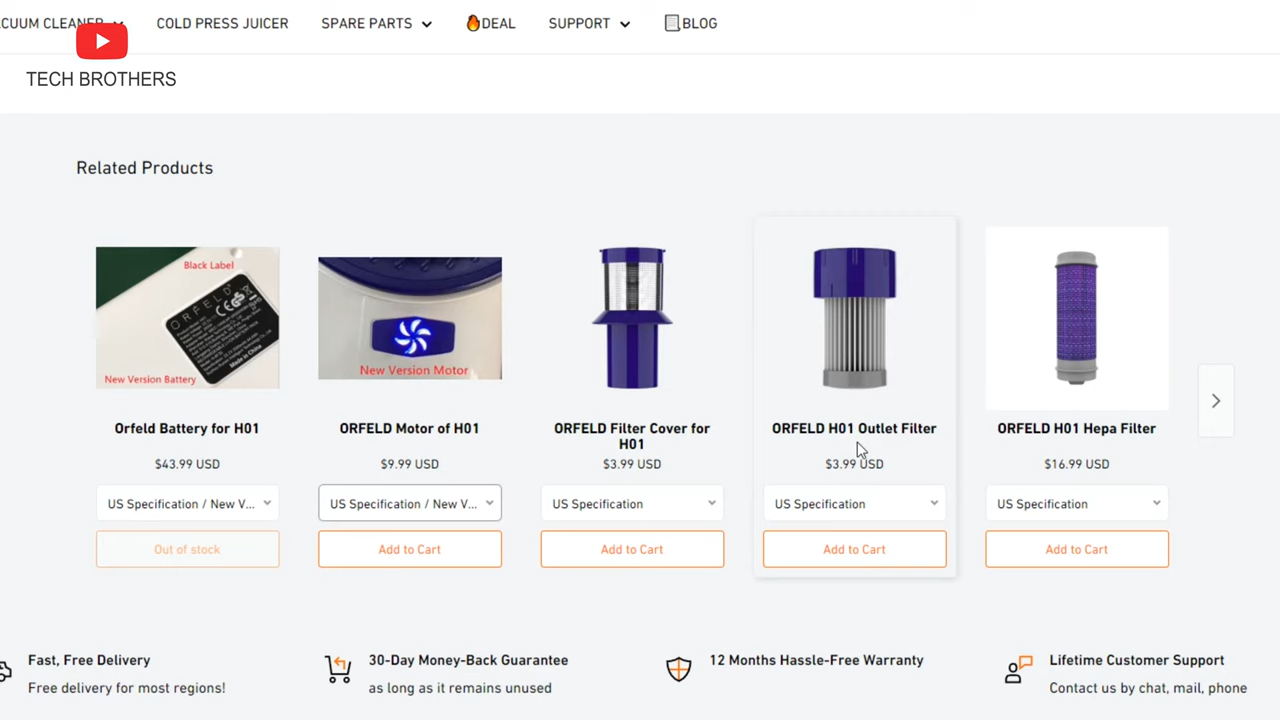 CUUM CLEANER
COLD PRESS JUICER
SPARE PARTS
DEAL
SUPPORT
BLOG
TECH BROTHERS
Related Products
Black Label
ORFELD
Made in China
New Version Battery
New Version Motor
Orfeld Battery for H01
$43.99 USD
US Specification / New V...
Out of stock
ORFELD Motor of H01
$9.99 USD
US Specification / New V...
Add to Cart
ORFELD Filter Cover for
H01
$3.99 USD
US Specification
Add to Cart
ORFELD H01 Outlet Filter
$3.99 USD
US Specification
Add to Cart
ORFELD H01 Hepa Filter
$16.99 USD
US Specification
Add to Cart
Fast, Free Delivery
Free delivery for most regions!
30-Day Money-Back Guarantee
as long as it remains unused
12 Months Hassle-Free Warranty
Lifetime Customer Support
Contact us by chat, mail, phone